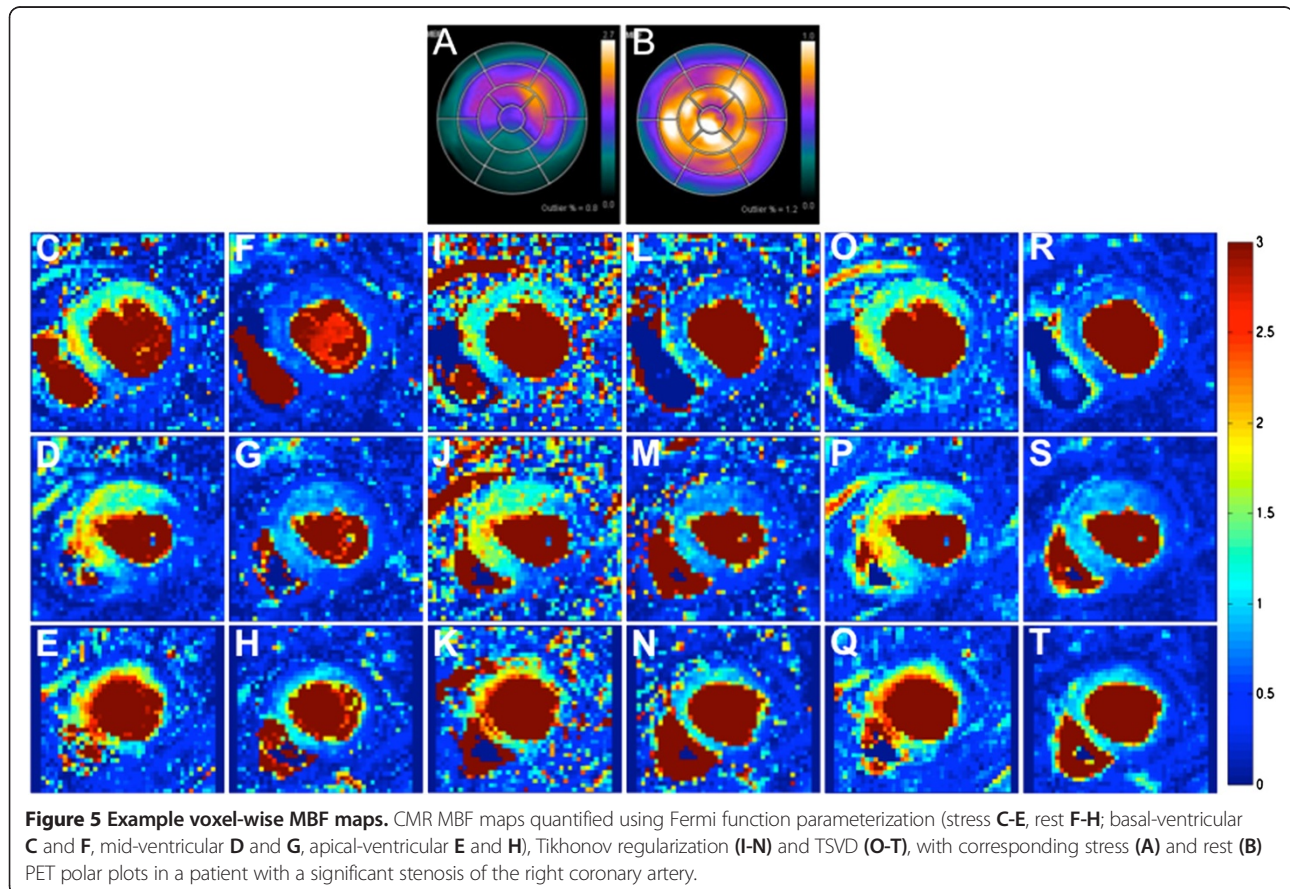 A
2.7
0.0
Outlier % = 0.8
B
1.0
0.0
Outlier % = 1.2
C
F
I
L
O
R
D
G
J
M
P
S
E
H
K
N
Q
T
3
2.5
2
1.5
1
0.5
0
Figure 5 Example voxel-wise MBF maps. CMR MBF maps quantified using Fermi function parameterization (stress C-E, rest F-H; basal-ventricular
C and F, mid-ventricular D and G, apical-ventricular E and H), Tikhonov regularization (I-N) and TSVD (O-T), with corresponding stress (A) and rest (B)
PET polar plots in a patient with a significant stenosis of the right coronary artery.